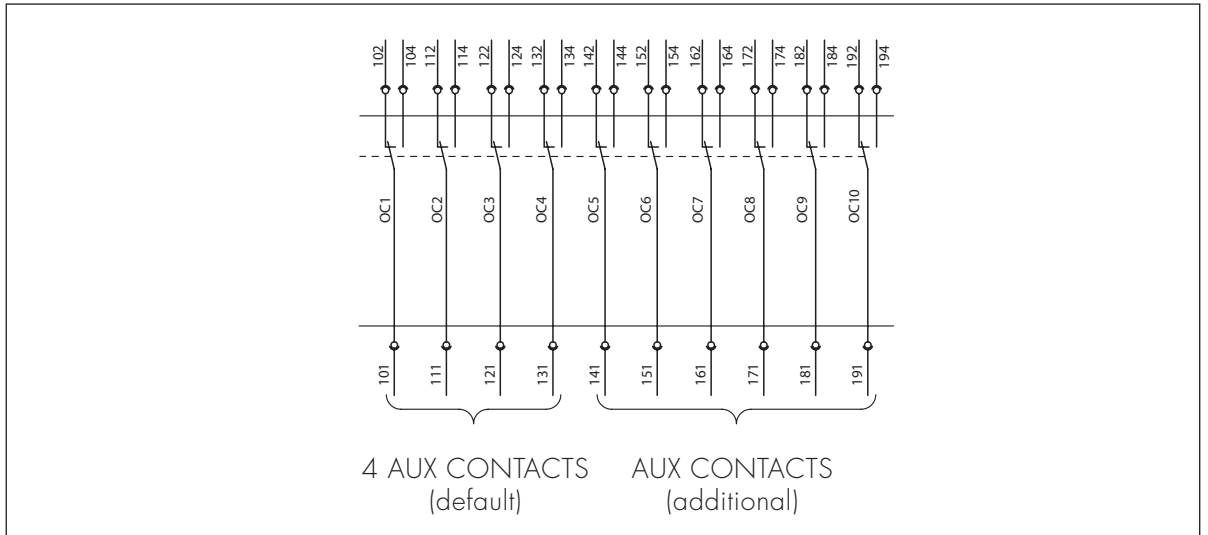 102 104 112 114 122 124 132 134 142 144 152 154 162 164 172 174 182 184 192 194
OC1 OC2 OC3 OC4 OC5 OC6 OC7 OC8 OC9 OC10
101 111 121 131 141 151 161 171 181 191
4 AUX CONTACTS AUX CONTACTS
(default) (additional)